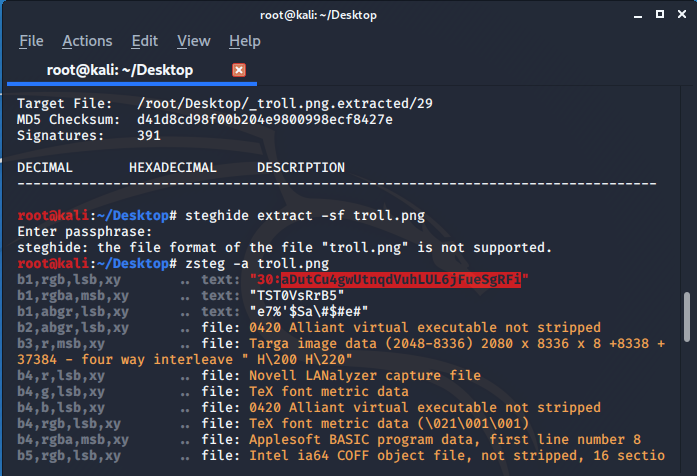 root@kali: ~/Desktop
File Actions Edit View Help
root@kali: ~/Desktop
Target File: /root/Desktop/_troll.png.extracted/29
MD5 Checksum: d41d8cd98f00b204e9800998ecf8427e
Signatures: 391
DECIMAL HEXADECIMAL DESCRIPTION
--------------------------------------------------------------------------------
root@kali:~/Desktop# steghide extract -sf troll.png
Enter passphrase:
steghide: the file format of the file "troll.png" is not supported.
root@kali:~/Desktop# zsteg -a troll.png
b1,rgb,lsb,xy .. text: "30:aDutCu4gwUtnqdVuhLUL6jFueSgRFi"
b1,rgba,msb,xy .. text: "TST0VsRrB5"
b1,abgr,lsb,xy .. text: "e7%'$Sa\#$#e#"
b2,abgr,lsb,xy .. file: 0420 Alliant virtual executable not stripped
b3,r,msb,xy .. file: Targa image data (2048-8336) 2080 x 8336 x 8 +8338 +
37384 - four way interleave " H\200 H\220"
b4,r,lsb,xy .. file: Novell LANalyzer capture file
b4,g,lsb,xy .. file: TeX font metric data
b4,b,lsb,xy .. file: 0420 Alliant virtual executable not stripped
b4,rgb,lsb,xy .. file: TeX font metric data (\021\001\001)
b4,rgba,msb,xy .. file: Applesoft BASIC program data, first line number 8
b5,rgb,lsb,xy .. file: Intel ia64 COFF object file, not stripped, 16 sectio